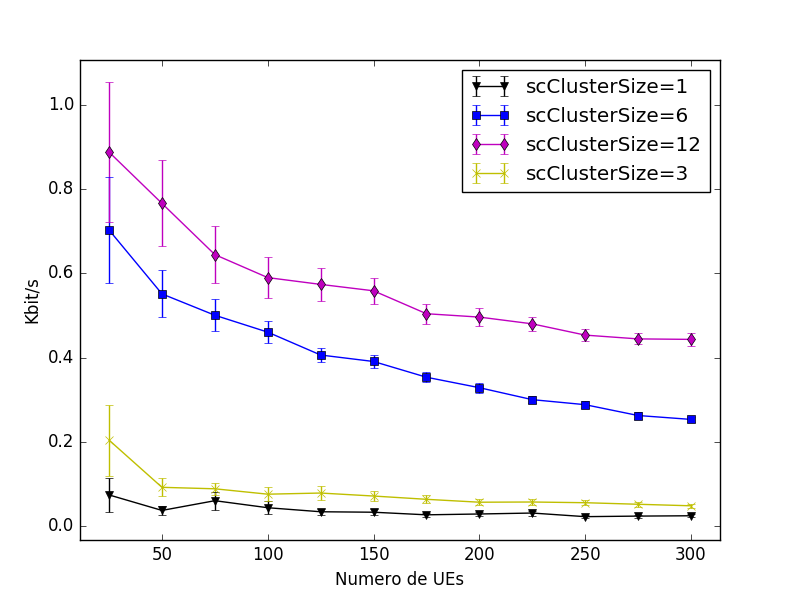 scClusterSize=1
scClusterSize=6
scClusterSize=12
scClusterSize=3
1.0
0.8
0.6
0.4
0.2
0.0
Kbit/s
50 100 150 200 250 300
Numero de UEs